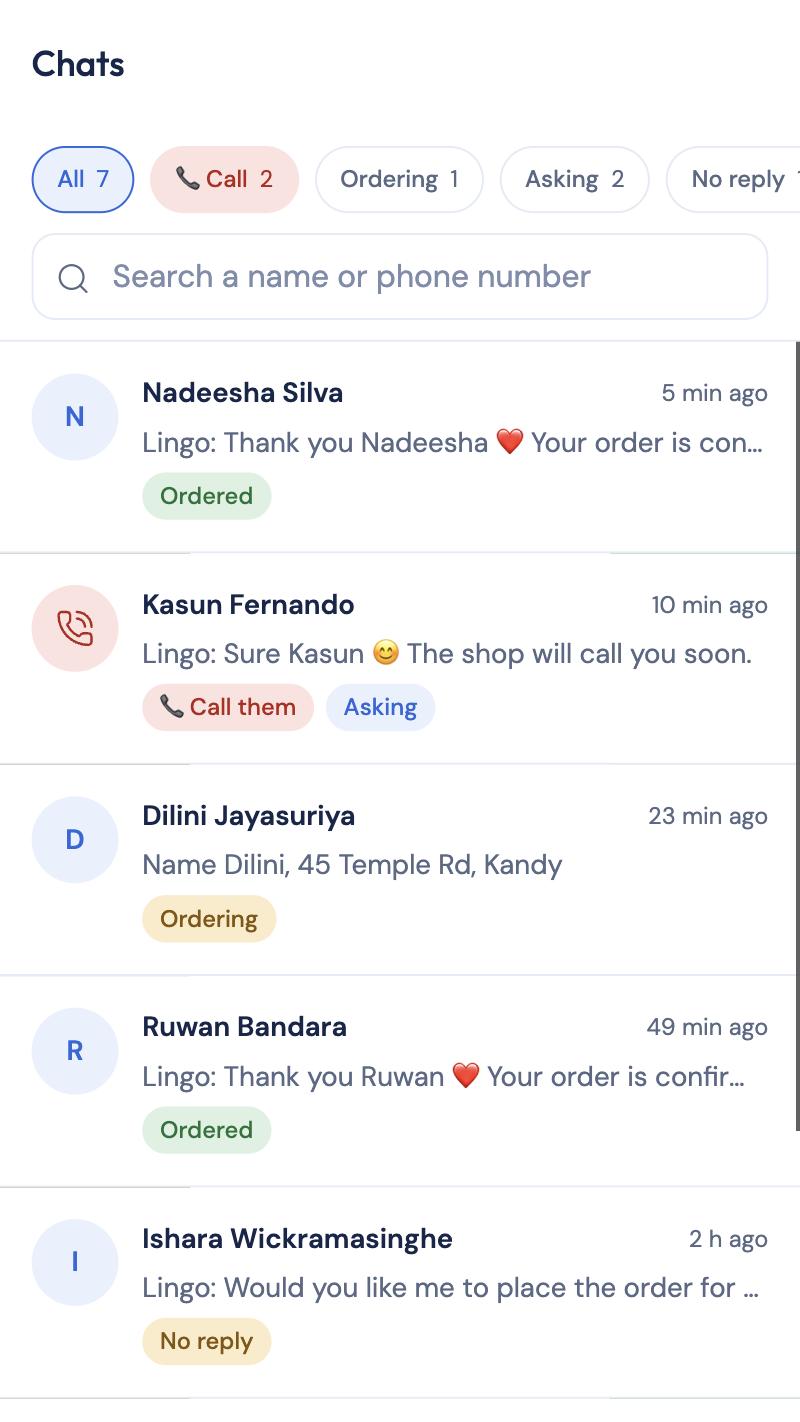 Chats
All 7
📞 Call 2
Ordering 1
Asking 2
No reply
Search a name or phone number
N
Nadeesha Silva
5 min ago
Lingo: Thank you Nadeesha ❤️ Your order is con...
Ordered
Kasun Fernando
10 min ago
Lingo: Sure Kasun 😊 The shop will call you soon.
📞 Call them
Asking
D
Dilini Jayasuriya
23 min ago
Name Dilini, 45 Temple Rd, Kandy
Ordering
R
Ruwan Bandara
49 min ago
Lingo: Thank you Ruwan ❤️ Your order is confir...
Ordered
I
Ishara Wickramasinghe
2 h ago
Lingo: Would you like me to place the order for ...
No reply